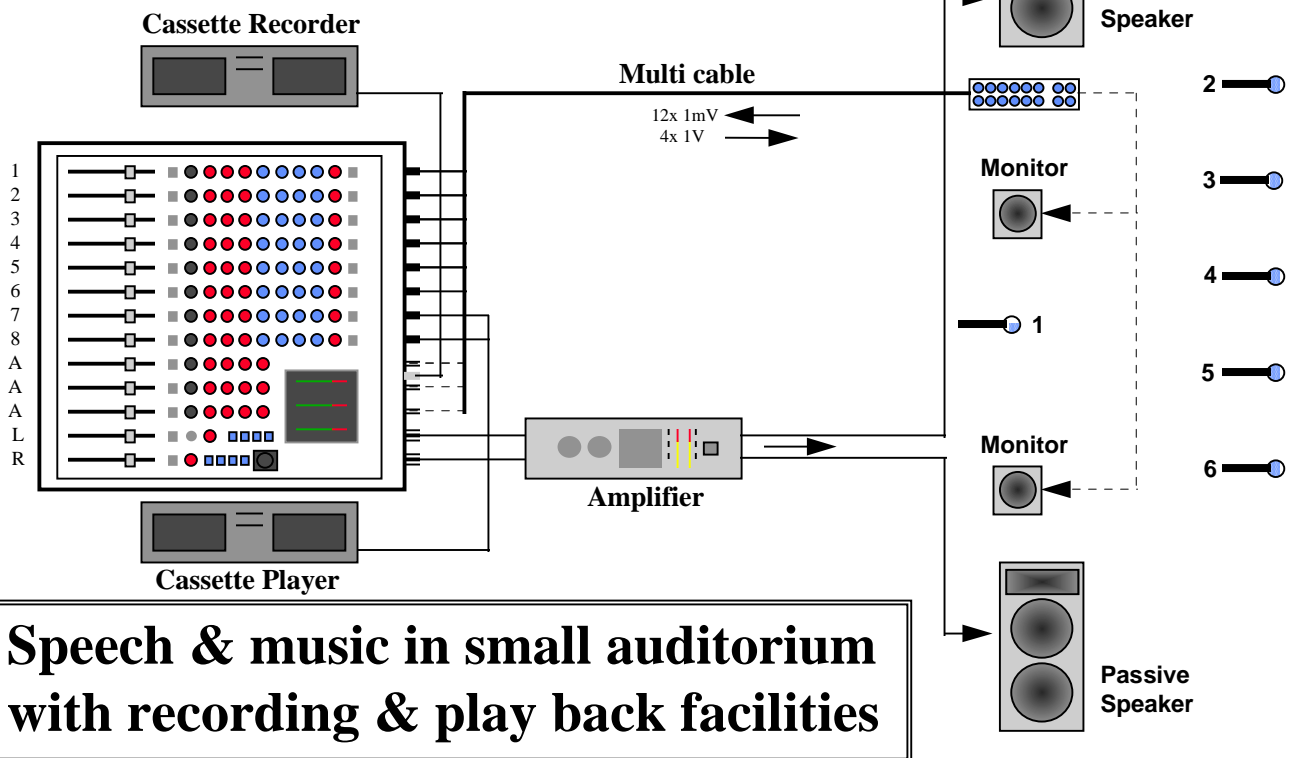 Cassette Recorder
Speaker
Multi cable
12x 1mV
4x 1V
1
2
3
4
5
6
7
8
A
A
A
L
R
2
3
4
5
6
1
Monitor
Monitor
Amplifier
Cassette Player
Passive
Speaker
Speech & music in small auditorium
with recording & play back facilities